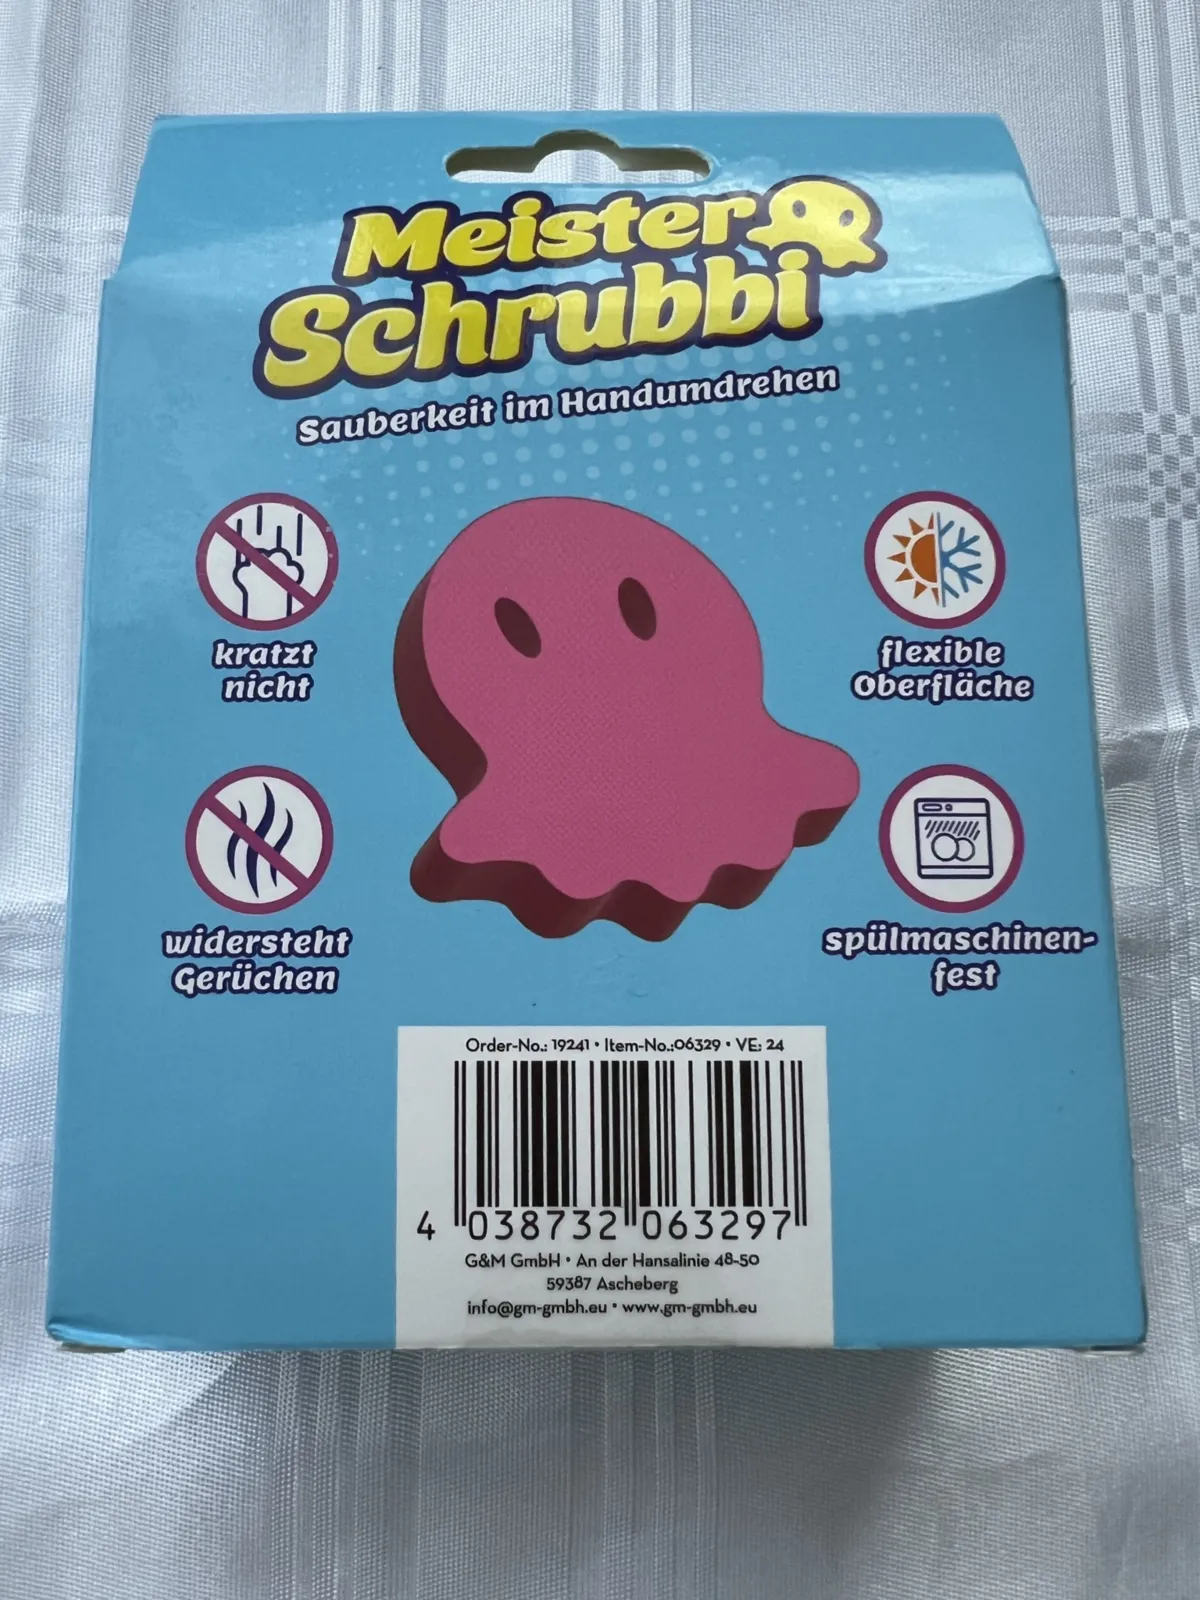 Meister
Schrubbi
Sauberkeit im Handumdrehen
kratzt
nicht
flexible
Oberfläche
widersteht
Gerüchen
spülmaschinen-
fest
Order-No.: 19241 • Item-No.:06329 • VE: 24
4 038732 063297
G&M GmbH • An der Hansalinie 48-50
59387 Ascheberg
info@gm-gmbh.eu • www.gm-gmbh.eu